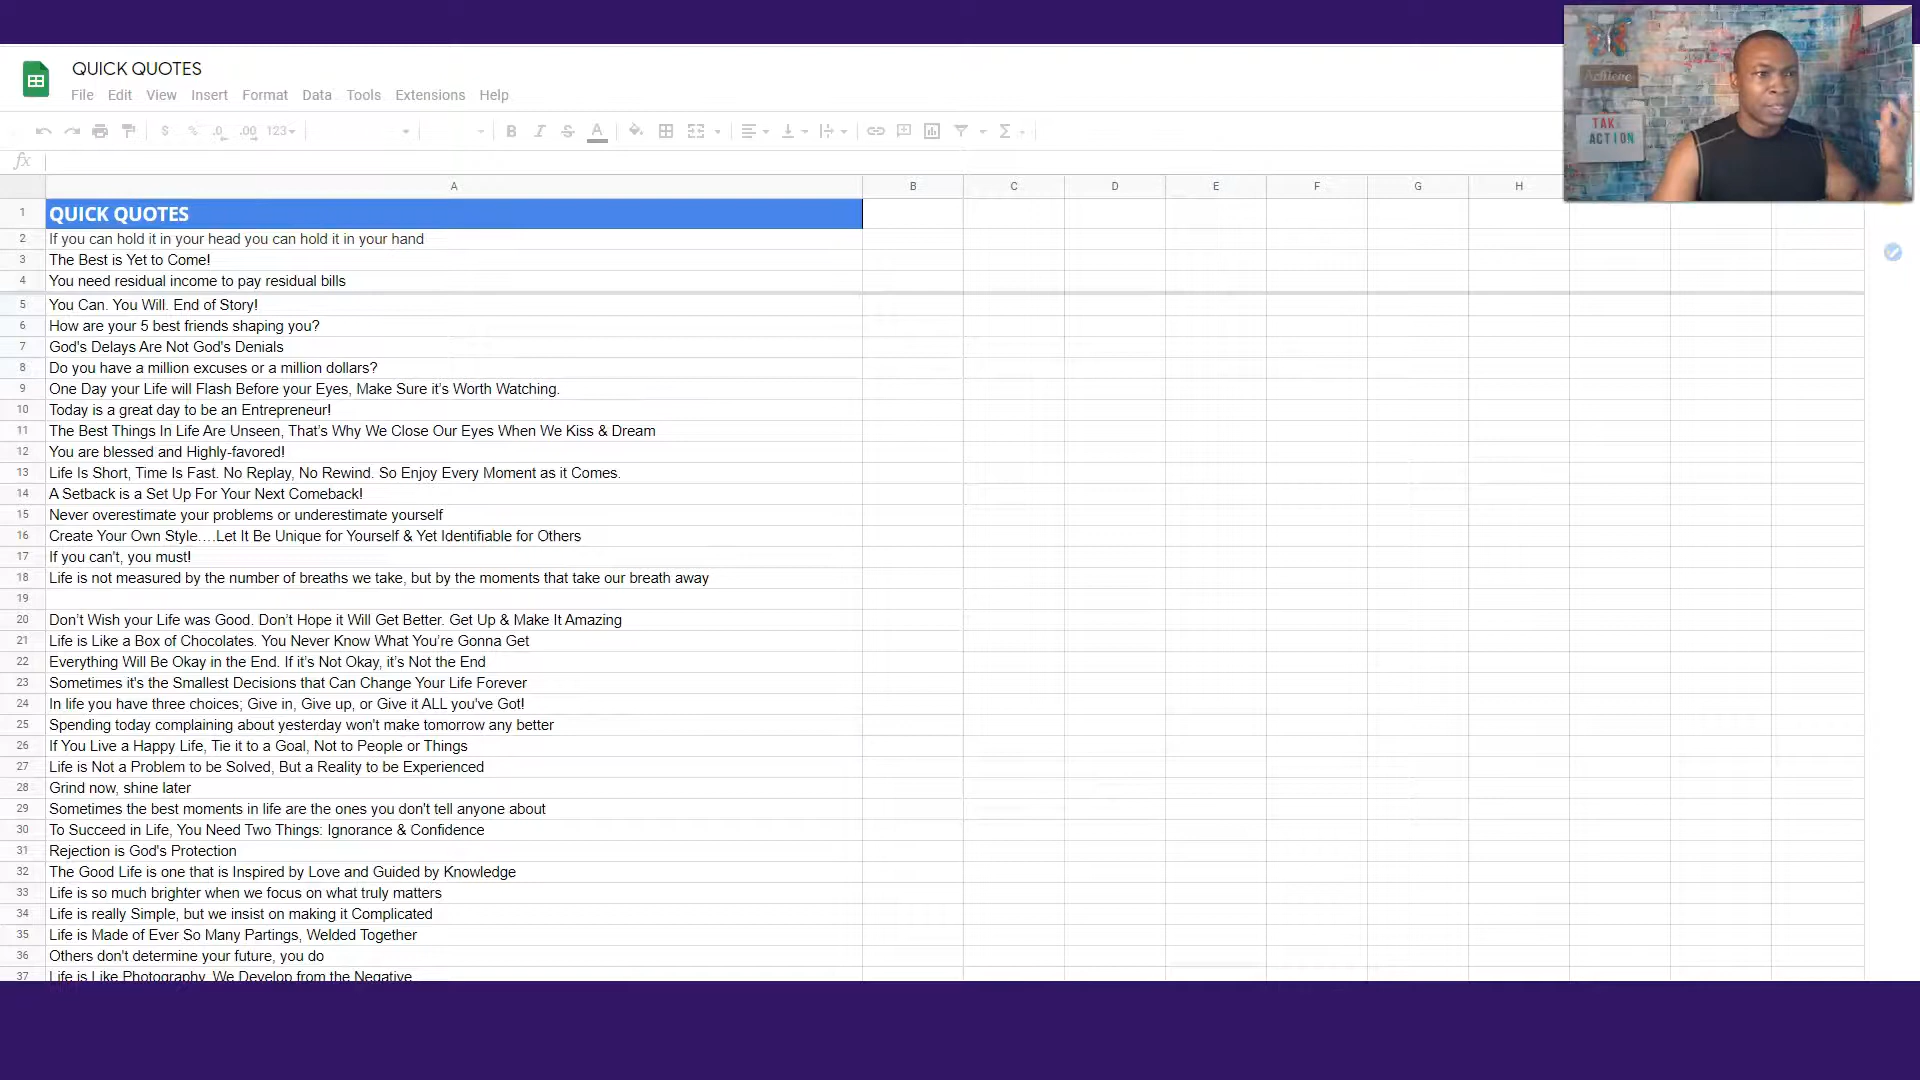 QUICK QUOTES
File Edit View Insert Format Data Tools Extensions Help
$ % .0 .00 123 B I S A Σ
fx
A B C D E F G H
1 QUICK QUOTES
2 If you can hold it in your head you can hold it in your hand
3 The Best is Yet to Come!
4 You need residual income to pay residual bills
5 You Can. You Will. End of Story!
6 How are your 5 best friends shaping you?
7 God's Delays Are Not God's Denials
8 Do you have a million excuses or a million dollars?
9 One Day your Life will Flash Before your Eyes, Make Sure it’s Worth Watching.
10 Today is a great day to be an Entrepreneur!
11 The Best Things In Life Are Unseen, That’s Why We Close Our Eyes When We Kiss & Dream
12 You are blessed and Highly-favored!
13 Life Is Short, Time Is Fast. No Replay, No Rewind. So Enjoy Every Moment as it Comes.
14 A Setback is a Set Up For Your Next Comeback!
15 Never overestimate your problems or underestimate yourself
16 Create Your Own Style….Let It Be Unique for Yourself & Yet Identifiable for Others
17 If you can't, you must!
18 Life is not measured by the number of breaths we take, but by the moments that take our breath away
19
20 Don’t Wish your Life was Good. Don’t Hope it Will Get Better. Get Up & Make It Amazing
21 Life is Like a Box of Chocolates. You Never Know What You’re Gonna Get
22 Everything Will Be Okay in the End. If it’s Not Okay, it’s Not the End
23 Sometimes it's the Smallest Decisions that Can Change Your Life Forever
24 In life you have three choices; Give in, Give up, or Give it ALL you've Got!
25 Spending today complaining about yesterday won't make tomorrow any better
26 If You Live a Happy Life, Tie it to a Goal, Not to People or Things
27 Life is Not a Problem to be Solved, But a Reality to be Experienced
28 Grind now, shine later
29 Sometimes the best moments in life are the ones you don't tell anyone about
30 To Succeed in Life, You Need Two Things: Ignorance & Confidence
31 Rejection is God's Protection
32 The Good Life is one that is Inspired by Love and Guided by Knowledge
33 Life is so much brighter when we focus on what truly matters
34 Life is really Simple, but we insist on making it Complicated
35 Life is Made of Ever So Many Partings, Welded Together
36 Others don't determine your future, you do
37 Life is Like Photography. We Develop from the Negative
Achieve
TAK
ACTION